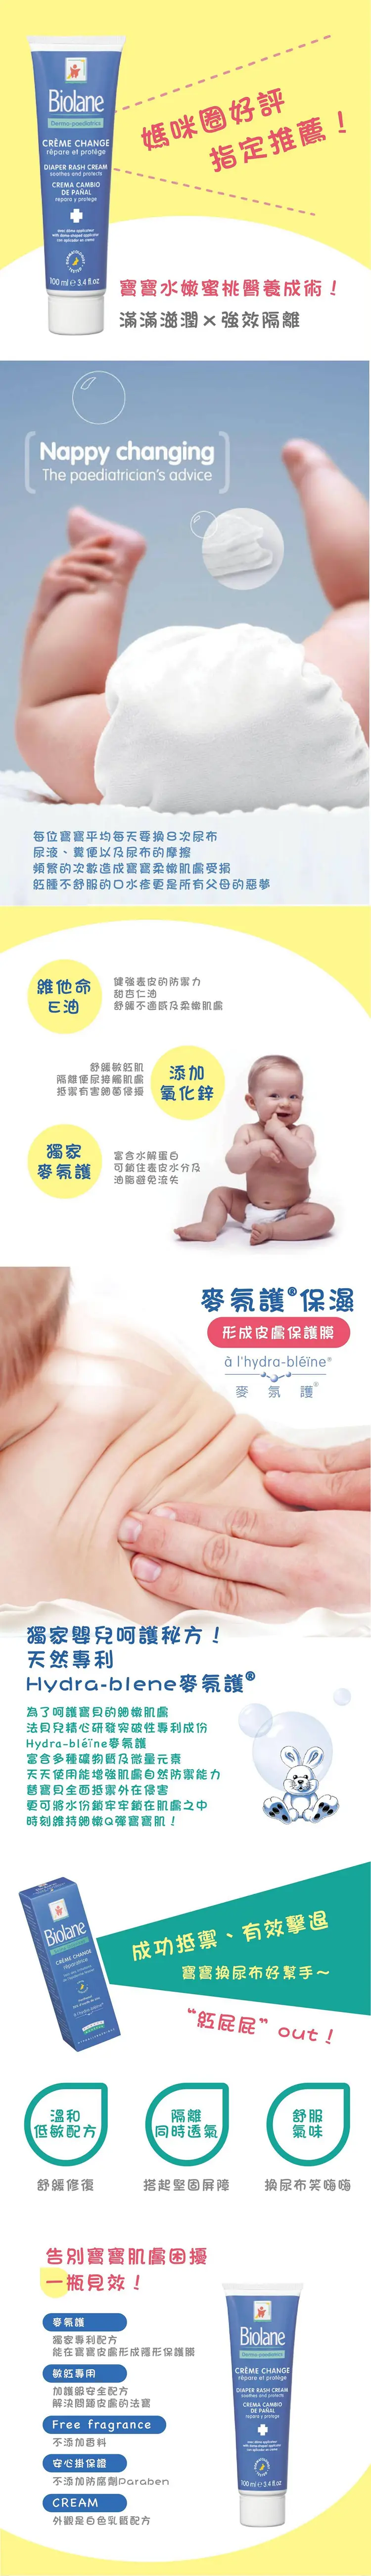 Biolane
Dermo-paediatrics
CRÈME CHANGE
répare et protège
DIAPER RASH CREAM
soothes and protects
CREMA CAMBIO
DE PAÑAL
repara y protege
100 ml e 3.4 fl.oz
媽咪圈好評
指定推薦！
寶寶水嫩蜜桃臀養成術！
滿滿滋潤×強效隔離
Nappy changing
The paediatrician's advice
每位寶寶平均每天要換8次尿布
尿液、糞便以及尿布的摩擦
頻繁的次數造成寶寶柔嫩肌膚受損
紅腫不舒服的口水疹更是所有父母的惡夢
維他命
E油
健強表皮的防禦力
甜杏仁油
舒緩不適感及柔嫩肌膚
舒緩敏紅肌
隔離便尿接觸肌膚
抵禦有害細菌侵擾
添加
氧化鋅
獨家
麥氛護
富含水解蛋白
可鎖住表皮水分及
油脂避免流失
麥氛護®保濕
形成皮膚保護膜
à l'hydra-bléïne®
麥 氛 護®
獨家嬰兒呵護秘方！
天然專利
Hydra-blene麥氛護®
為了呵護寶貝的細嫩肌膚
法貝兒精心研發突破性專利成份
Hydra-bléïne麥氛護
富含多種礦物質及微量元素
天天使用能增強肌膚自然防禦能力
替寶貝全面抵禦外在侵害
更可將水份鎖牢牢鎖在肌膚之中
時刻維持細嫩Q彈寶寶肌！
Biolane
CRÈME CHANGE
成功抵禦、有效擊退
寶寶換尿布好幫手～
“紅屁屁”out！
溫和
低敏配方
隔離
同時透氣
舒服
氣味
舒緩修復
搭起堅固屏障
換尿布笑嗨嗨
告別寶寶肌膚困擾
一瓶見效！
麥氛護
獨家專利配方
能在寶寶皮膚形成隱形保護膜
敏紅專用
加護級安全配方
解決問題皮膚的法寶
Free fragrance
不添加香料
安心掛保證
不添加防腐劑Paraben
CREAM
外觀是白色乳質配方
Biolane
Dermo-paediatrics
CRÈME CHANGE
répare et protège
DIAPER RASH CREAM
soothes and protects
CREMA CAMBIO
DE PAÑAL
repara y protege
100 ml e 3.4 fl.oz